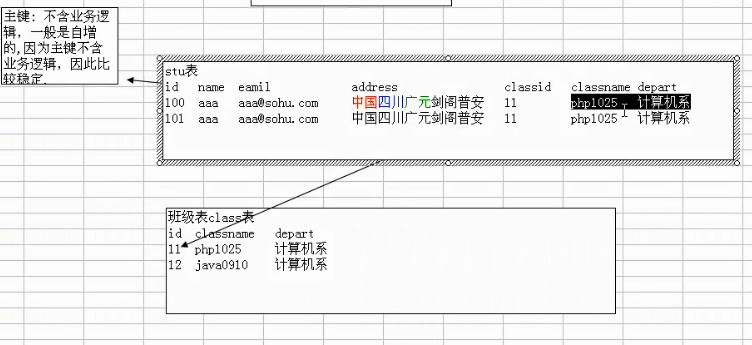 主键：不含业务逻
辑，一般是自增
的,因为主键不含
业务逻辑，因此比
较稳定.
stu表
id name eamil address classid classname depart
100 aaa aaa@sohu.com 中国四川广元剑阁普安 11 php1025 计算机系
101 aaa aaa@sohu.com 中国四川广元剑阁普安 11 php1025 计算机系
班级表class表
id classname depart
11 php1025 计算机系
12 java0910 计算机系